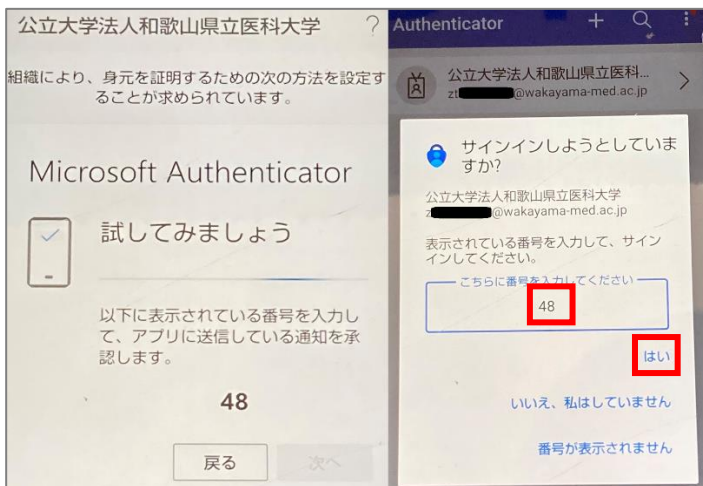 公立大学法人和歌山県立医科大学 ?
組織により、身元を証明するための次の方法を設定す
ることが求められています。
Microsoft Authenticator
試してみましょう
以下に表示されている番号を入力し
て、アプリに送信している通知を承
認します。
48
戻る
次へ
Authenticator
公立大学法人和歌山県立医科...
zt @wakayama-med.ac.jp
サインインしようとしていま
すか?
公立大学法人和歌山県立医科大学
z @wakayama-med.ac.jp
表示されている番号を入力して、サイン
インしてください。
こちらに番号を入力してください
48
はい
いいえ、私はしていません
番号が表示されません